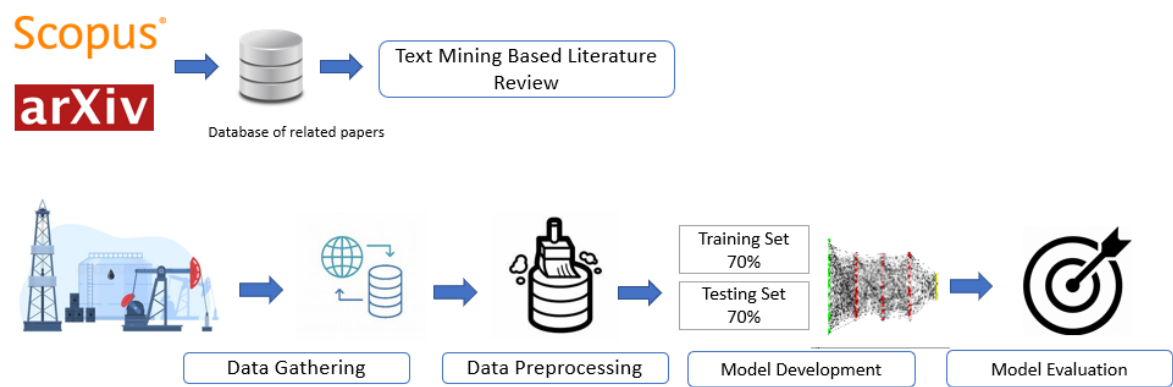 Scopus®
arXiv
Database of related papers
Text Mining Based Literature
Review
Training Set
70%
Testing Set
70%
Data Gathering
Data Preprocessing
Model Development
Model Evaluation